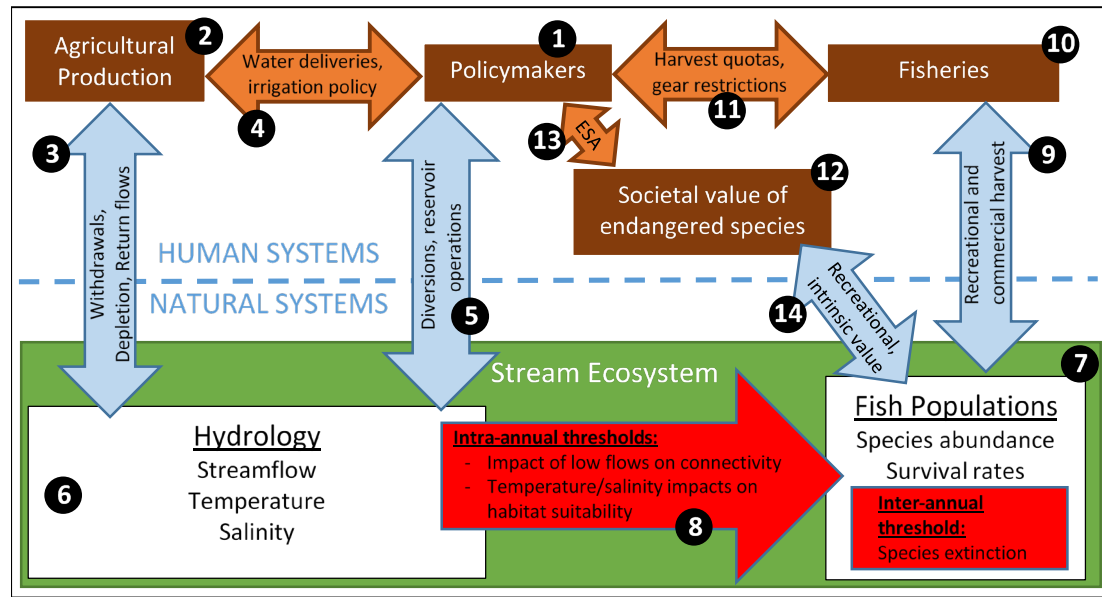 Agricultural
Production
2
Water deliveries,
irrigation policy
4
Policymakers
1
Harvest quotas,
gear restrictions
11
Fisheries
10
3
Withdrawals,
Depletion, Return flows
Diversions, reservoir
operations
5
13
ESA
Societal value of
endangered species
12
9
Recreational and
commercial harvest
HUMAN SYSTEMS
NATURAL SYSTEMS
14
Recreational,
intrinsic value
Stream Ecosystem
7
Hydrology
Streamflow
Temperature
Salinity
6
Intra-annual thresholds:
- Impact of low flows on connectivity
- Temperature/salinity impacts on
habitat suitability
8
Fish Populations
Species abundance
Survival rates
Inter-annual
threshold:
Species extinction